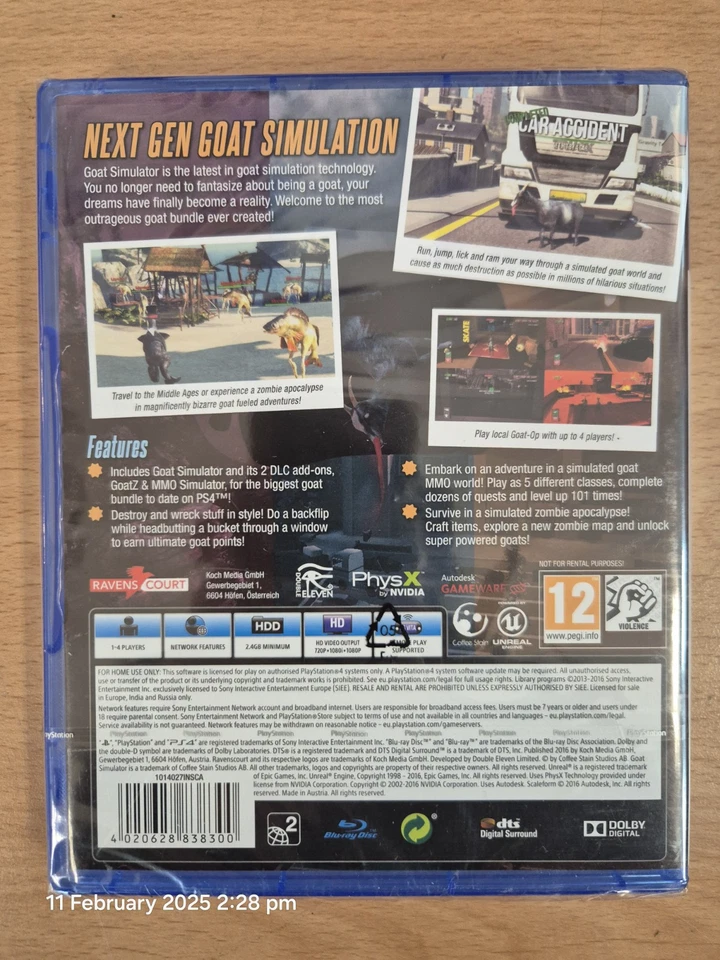 NEXT GEN GOAT SIMULATION
Goat Simulator is the latest in goat simulation technology.
You no longer need to fantasize about being a goat, your
dreams have finally become a reality. Welcome to the most
outrageous goat bundle ever created!
CAR ACCIDENT
Run, jump, lick and ram your way through a simulated goat world and
cause as much destruction as possible in millions of hilarious situations!
Travel to the Middle Ages or experience a zombie apocalypse
in magnificently bizarre goat fueled adventures!
SKATE
Play local Goat-Op with up to 4 players! -
Features
Includes Goat Simulator and its 2 DLC add-ons,
GoatZ & MMO Simulator, for the biggest goat
bundle to date on PS4™!
Destroy and wreck stuff in style! Do a backflip
while headbutting a bucket through a window
to earn ultimate goat points!
Embark on an adventure in a simulated goat
MMO world! Play as 5 different classes, complete
dozens of quests and level up 101 times!
Survive in a simulated zombie apocalypse!
Craft items, explore a new zombie map and unlock
super powered goats!
RAVENSCOURT
Koch Media GmbH
Gewerbegebiet 1,
6604 Höfen, Österreich
DOUBLE
ELEVEN
PhysX
by NVIDIA
Autodesk
GAMEWARE
Coffee Stain
UNREAL
ENGINE
NOT FOR RENTAL PURPOSES!
12
www.pegi.info
VIOLENCE
1-4 PLAYERS
NETWORK FEATURES
HDD
2.4GB MINIMUM
HD
HD VIDEO OUTPUT
720P•1080i•1080P
PLAY
SUPPORTED
05
FOR HOME USE ONLY: This software is licensed for play on authorised PlayStation®4 systems only. A PlayStation®4 system software update may be required. All unauthorised access,
use or transfer of the product or its underlying copyright and trademark works is prohibited. See eu.playstation.com/legal for full usage rights. Library programs ©2013-2016 Sony Interactive
Entertainment Inc. exclusively licensed to Sony Interactive Entertainment Europe (SIEE). RESALE AND RENTAL ARE PROHIBITED UNLESS EXPRESSLY AUTHORISED BY SIEE. Licensed for sale
in Europe, India and Russia only.
Network features require Sony Entertainment Network account and broadband internet. Users are responsible for broadband access fees. Users must be 7 years or older and users under
18 require parental consent. Sony Entertainment Network and PlayStation®Store subject to terms of use and not available in all countries and languages - eu.playstation.com/legal.
Service availability is not guaranteed. Network features may be withdrawn on reasonable notice - eu.playstation.com/gameservers.
PlayStation PlayStation PlayStation PlayStation PlayStation PlayStation PlayStation PlayStation
"PlayStation" and "PS4" are registered trademarks of Sony Interactive Entertainment Inc. "Blu-ray Disc™" and "Blu-ray™" are trademarks of the Blu-ray Disc Association. Dolby and
the double-D symbol are trademarks of Dolby Laboratories. DTS® is a registered trademark and DTS Digital Surround™ is a trademark of DTS, Inc. Published 2016 by Koch Media GmbH,
Gewerbegebiet 1, 6604 Höfen, Austria. Ravenscourt and its respective logos are trademarks of Koch Media GmbH. Developed by Double Eleven Limited. © by Coffee Stain Studios AB. Goat
Simulator is a trademark of Coffee Stain Studios AB. All other trademarks, logos and copyrights are property of their respective owners. All rights reserved. Unreal® is a registered trademark
of Epic Games, Inc. Unreal® Engine, Copyright 1998 - 2016, Epic Games, Inc. All rights reserved. Uses PhysX Technology provided under
license from NVIDIA Corporation. Copyright © 2002-2016 NVIDIA Corporation. Uses Autodesk. Scaleform © 2016 Autodesk, Inc.
All rights reserved. Made in Austria. All rights reserved.
1014027INSCA
4 020628 838300
2
Blu-ray Disc
dts
Digital Surround
DOLBY
DIGITAL
11 February 2025 2:28 pm